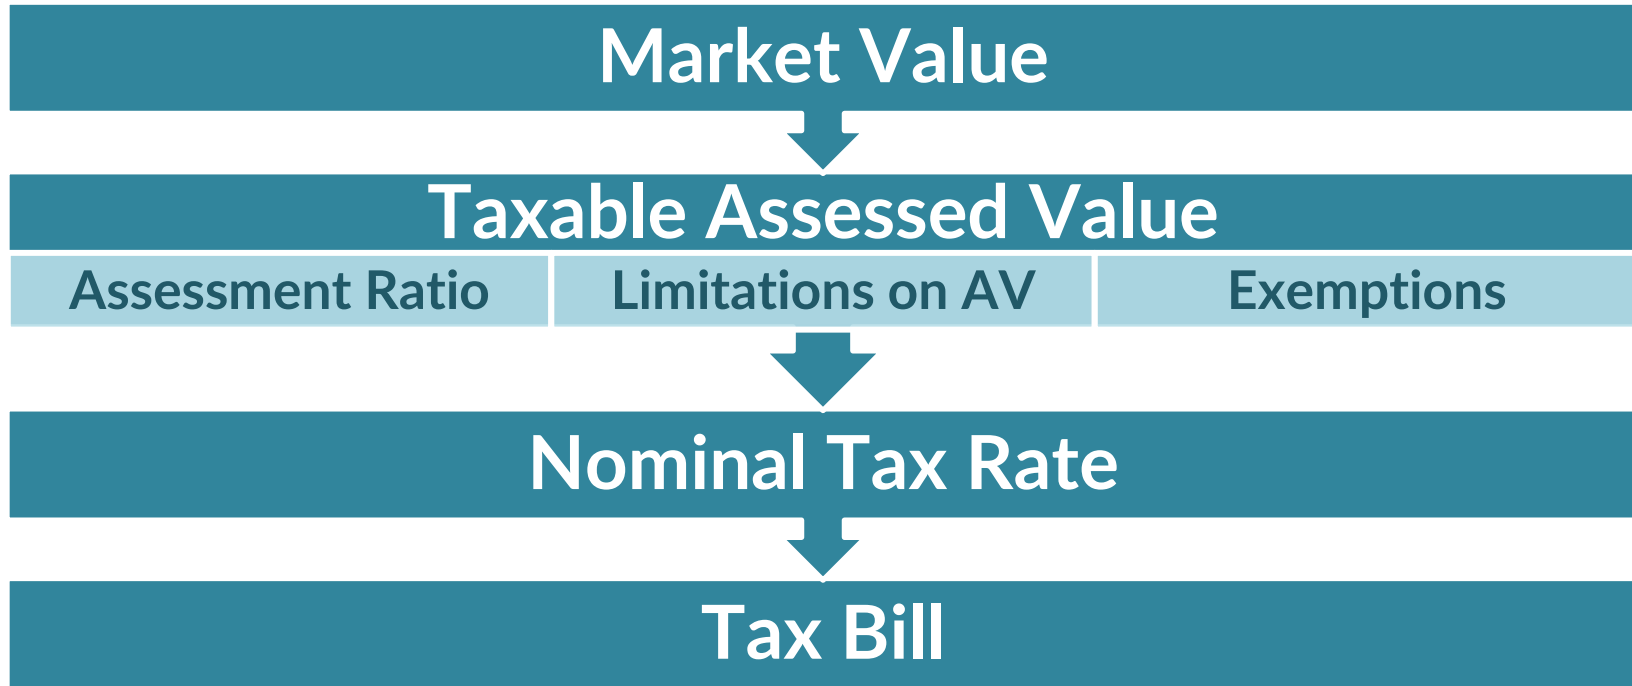 Market Value
Taxable Assessed Value
Assessment Ratio
Limitations on AV
Exemptions
Nominal Tax Rate
Tax Bill